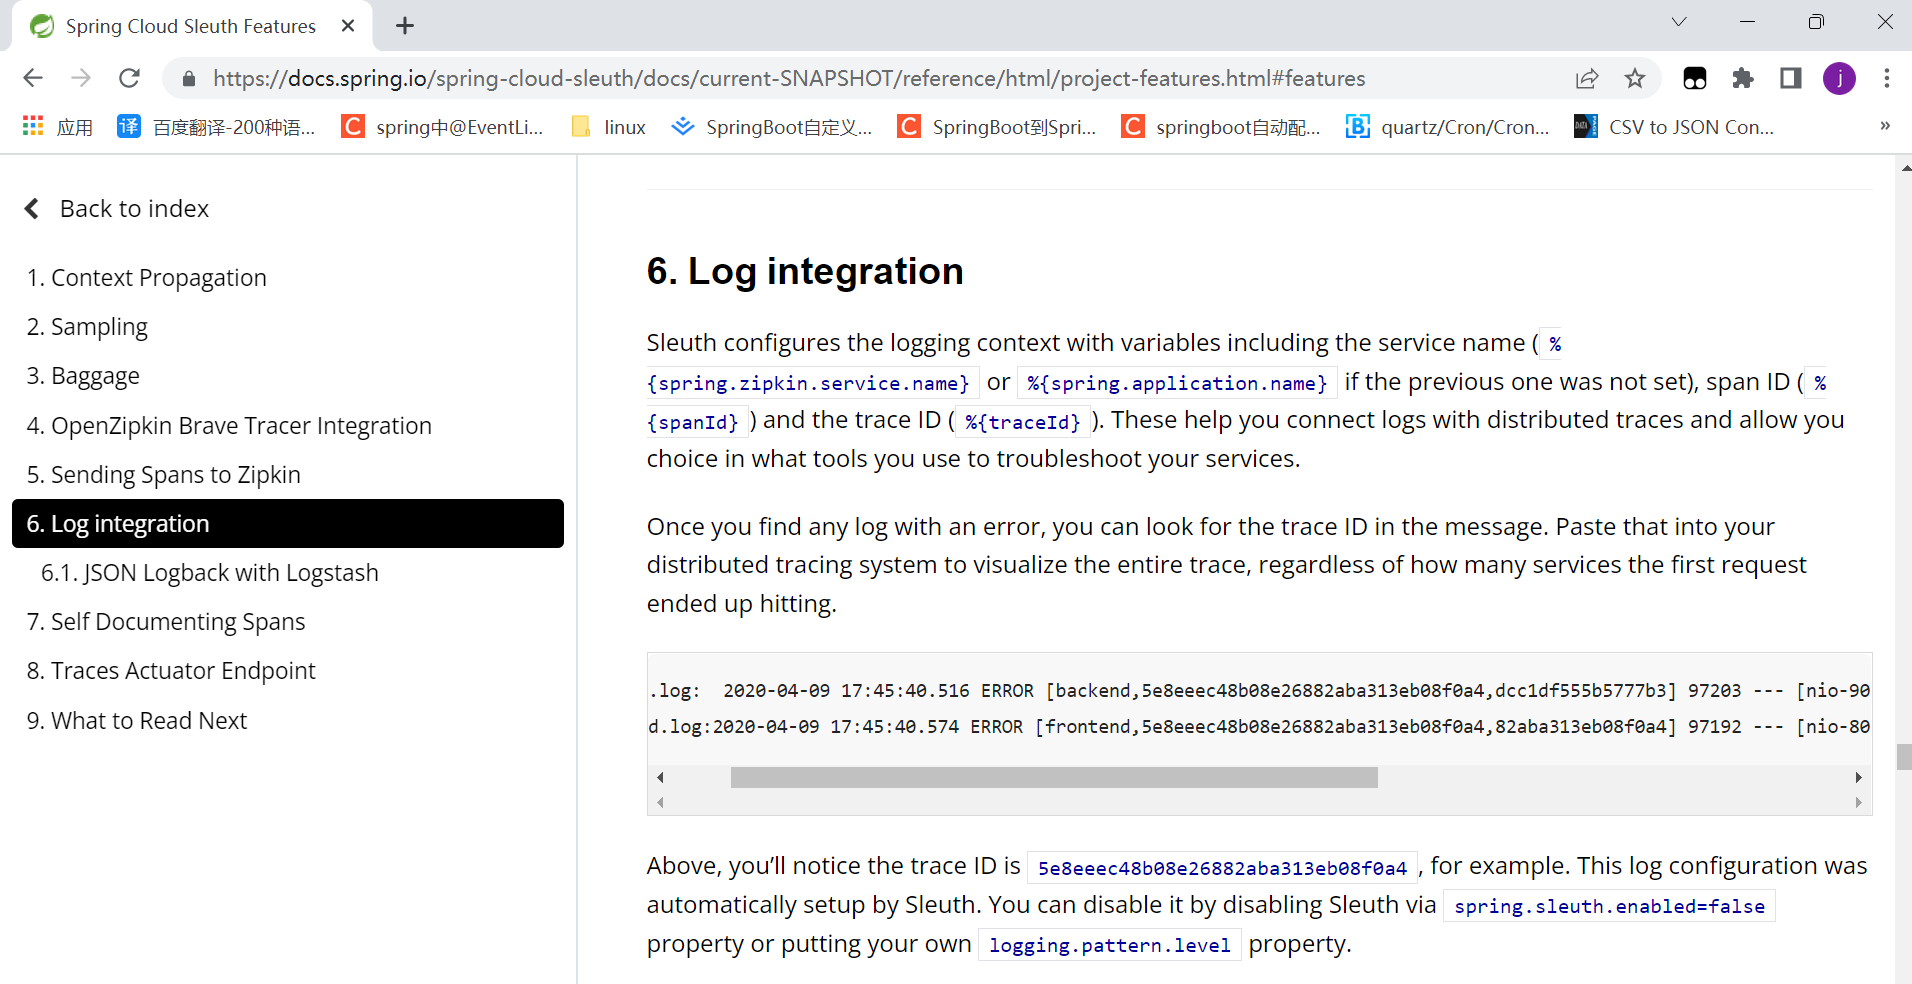 Spring Cloud Sleuth Features
https://docs.spring.io/spring-cloud-sleuth/docs/current-SNAPSHOT/reference/html/project-features.html#features
j
应用 译 百度翻译-200种语... C spring中@EventLi... linux SpringBoot自定义... C SpringBoot到Spri... C springboot自动配... B quartz/Cron/Cron... CSV to JSON Con... »
Back to index
1. Context Propagation
2. Sampling
3. Baggage
4. OpenZipkin Brave Tracer Integration
5. Sending Spans to Zipkin
6. Log integration
6.1. JSON Logback with Logstash
7. Self Documenting Spans
8. Traces Actuator Endpoint
9. What to Read Next
6. Log integration
Sleuth configures the logging context with variables including the service name ( %
{spring.zipkin.service.name} or %{spring.application.name} if the previous one was not set), span ID ( %
{spanId} ) and the trace ID ( %{traceId} ). These help you connect logs with distributed traces and allow you
choice in what tools you use to troubleshoot your services.
Once you find any log with an error, you can look for the trace ID in the message. Paste that into your
distributed tracing system to visualize the entire trace, regardless of how many services the first request
ended up hitting.
.log:  2020-04-09 17:45:40.516 ERROR [backend,5e8eeec48b08e26882aba313eb08f0a4,dcc1df555b5777b3] 97203 --- [nio-90
d.log:2020-04-09 17:45:40.574 ERROR [frontend,5e8eeec48b08e26882aba313eb08f0a4,82aba313eb08f0a4] 97192 --- [nio-80
Above, you’ll notice the trace ID is 5e8eeec48b08e26882aba313eb08f0a4 , for example. This log configuration was
automatically setup by Sleuth. You can disable it by disabling Sleuth via spring.sleuth.enabled=false
property or putting your own logging.pattern.level property.